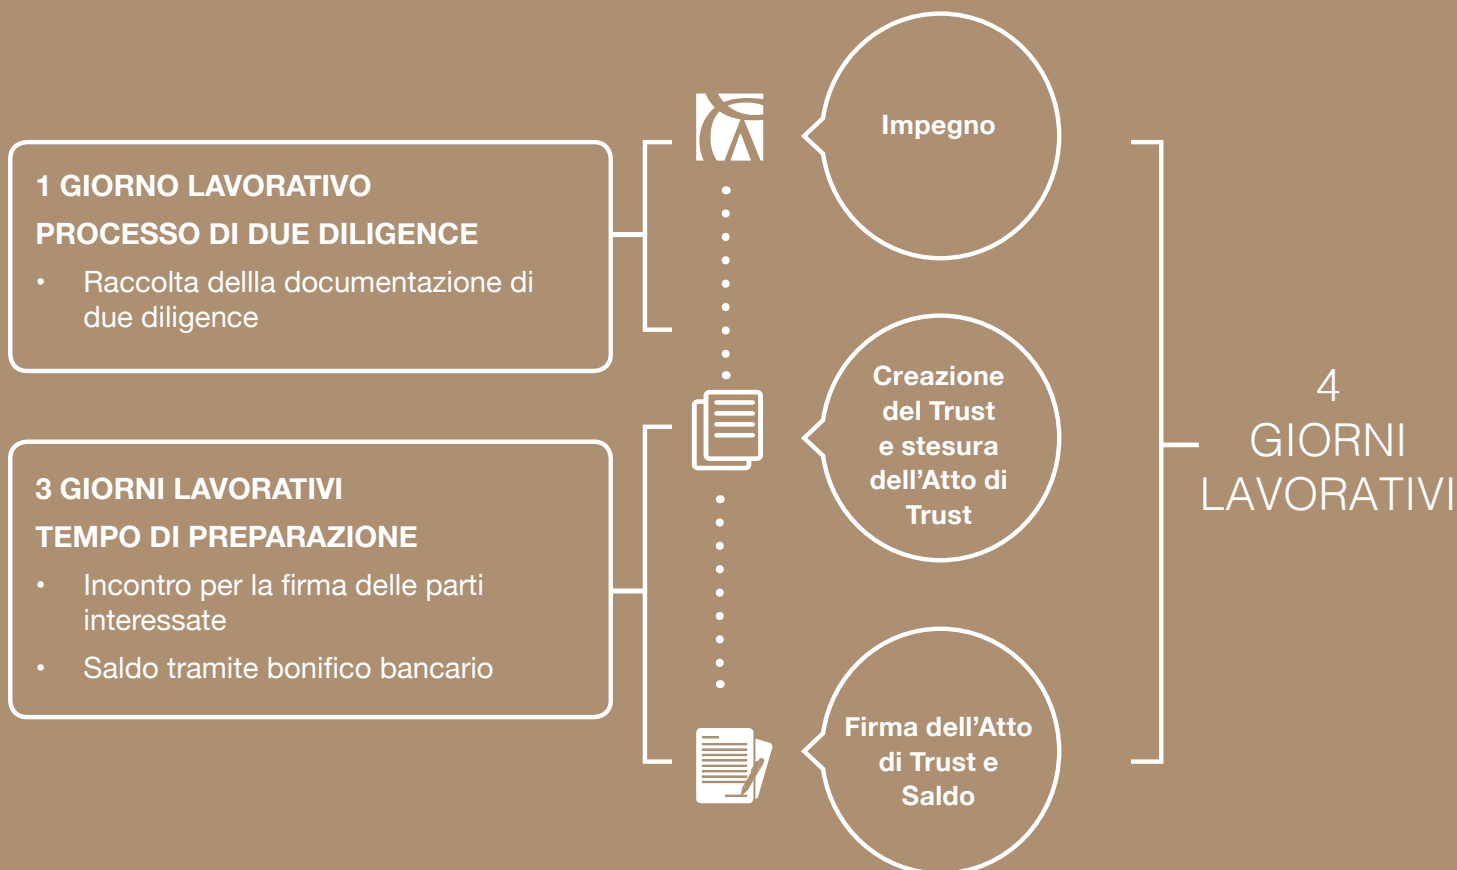 1 GIORNO LAVORATIVO
PROCESSO DI DUE DILIGENCE
• Raccolta dellla documentazione di
due diligence
3 GIORNI LAVORATIVI
TEMPO DI PREPARAZIONE
• Incontro per la firma delle parti
interessate
• Saldo tramite bonifico bancario
Impegno
Creazione
del Trust
e stesura
dell’Atto di
Trust
Firma dell’Atto
di Trust e
Saldo
4
GIORNI
LAVORATIVI